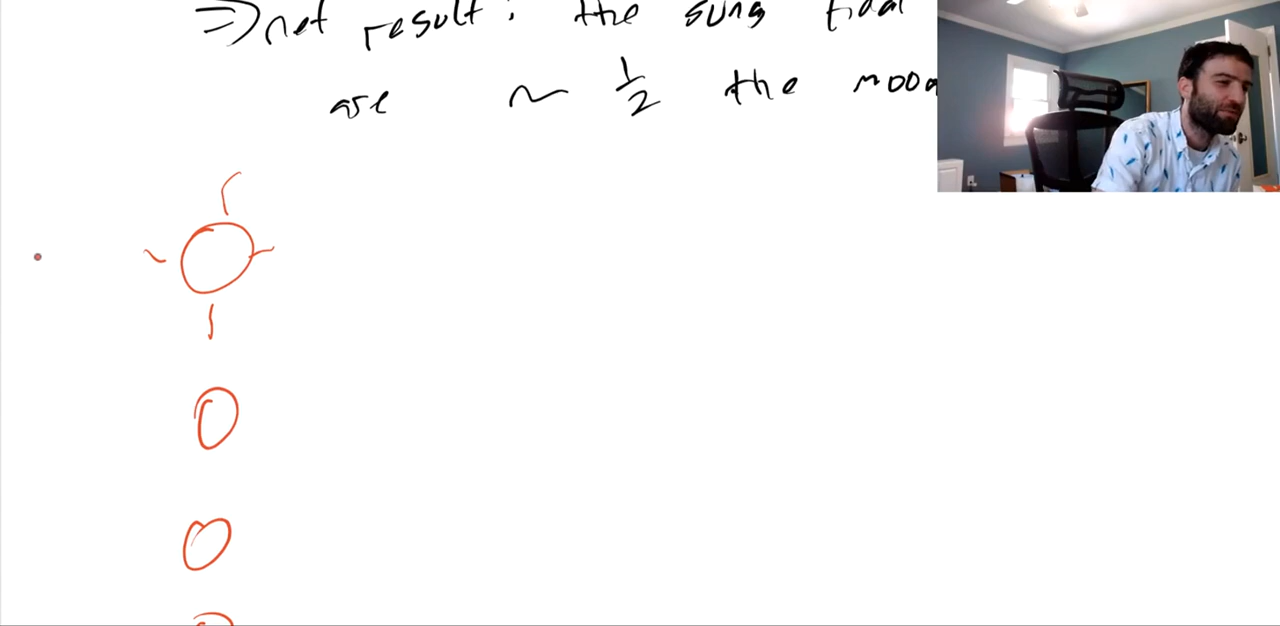 ⇒ net result: the suns tidal
are ~ 1/2 the moon